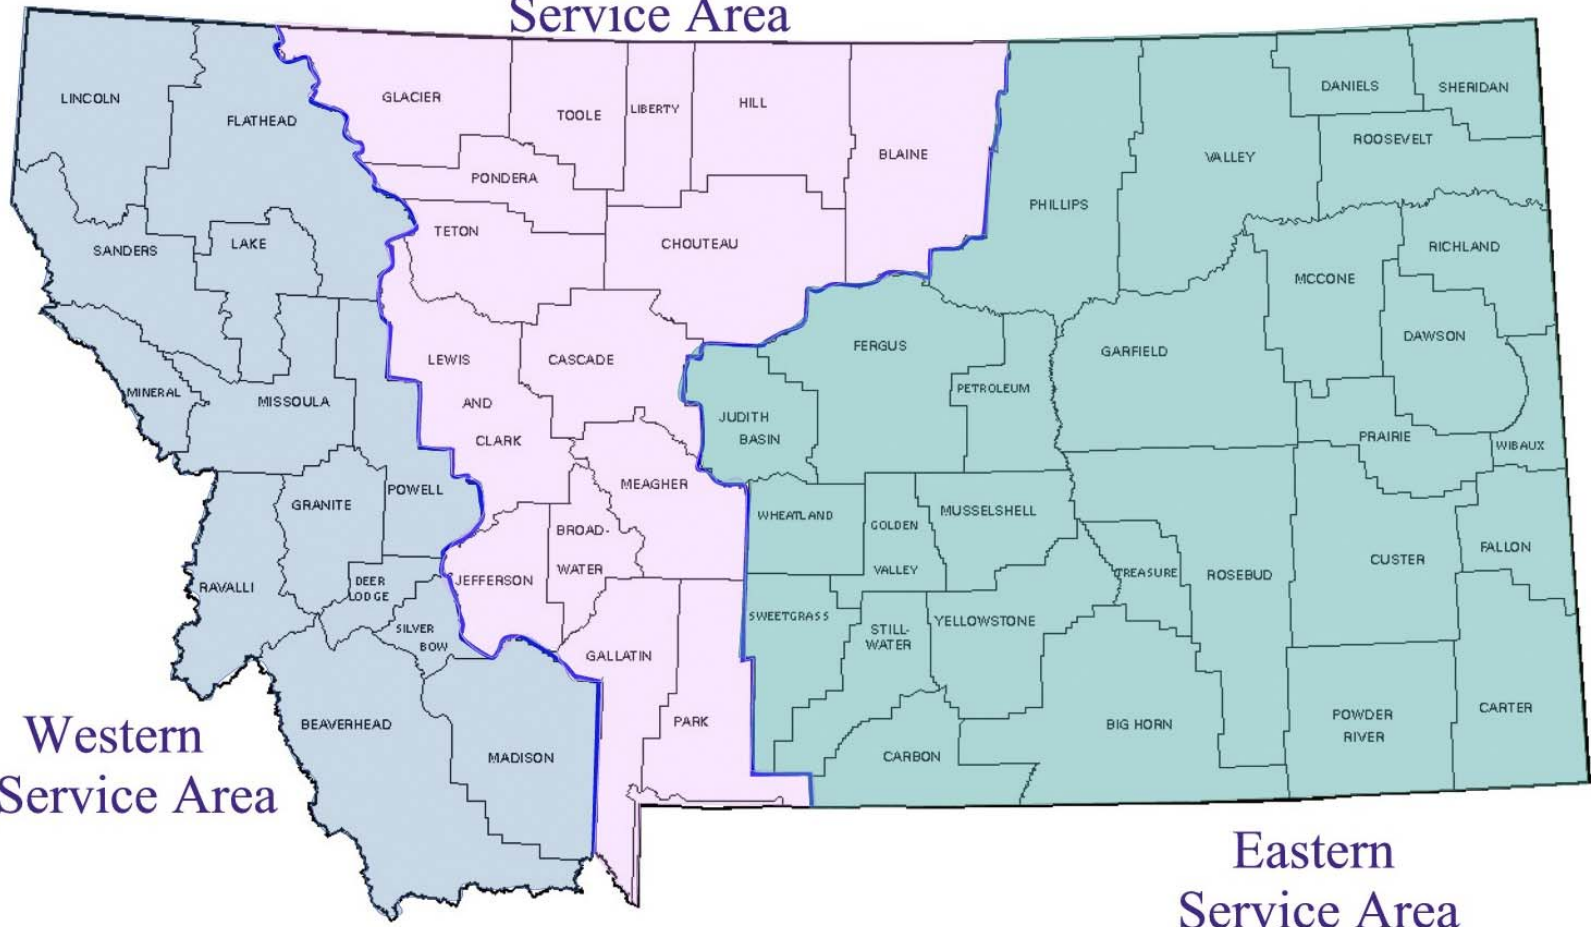 Service Area
LINCOLN
FLATHEAD
GLACIER
TOOLE
LIBERTY
HILL
BLAINE
PHILLIPS
VALLEY
DANIELS
SHERIDAN
ROOSEVELT
PONDERA
TETON
CHOUTEAU
SANDERS
LAKE
RICHLAND
MCCONE
DAWSON
LEWIS
AND
CLARK
CASCADE
FERGUS
PETROLEUM
GARFIELD
MINERAL
MISSOULA
JUDITH
BASIN
PRAIRIE
WIBAUX
POWELL
GRANITE
MEAGHER
WHEATLAND
GOLDEN
VALLEY
MUSSELSHELL
BROAD-
WATER
JEFFERSON
TREASURE
ROSEBUD
CUSTER
FALLON
RAVALLI
DEER
LODGE
SILVER
BOW
SWEETGRASS
STILL-
WATER
YELLOWSTONE
GALLATIN
PARK
BEAVERHEAD
MADISON
CARBON
BIG HORN
POWDER
RIVER
CARTER
Western
Service Area
Eastern
Service Area